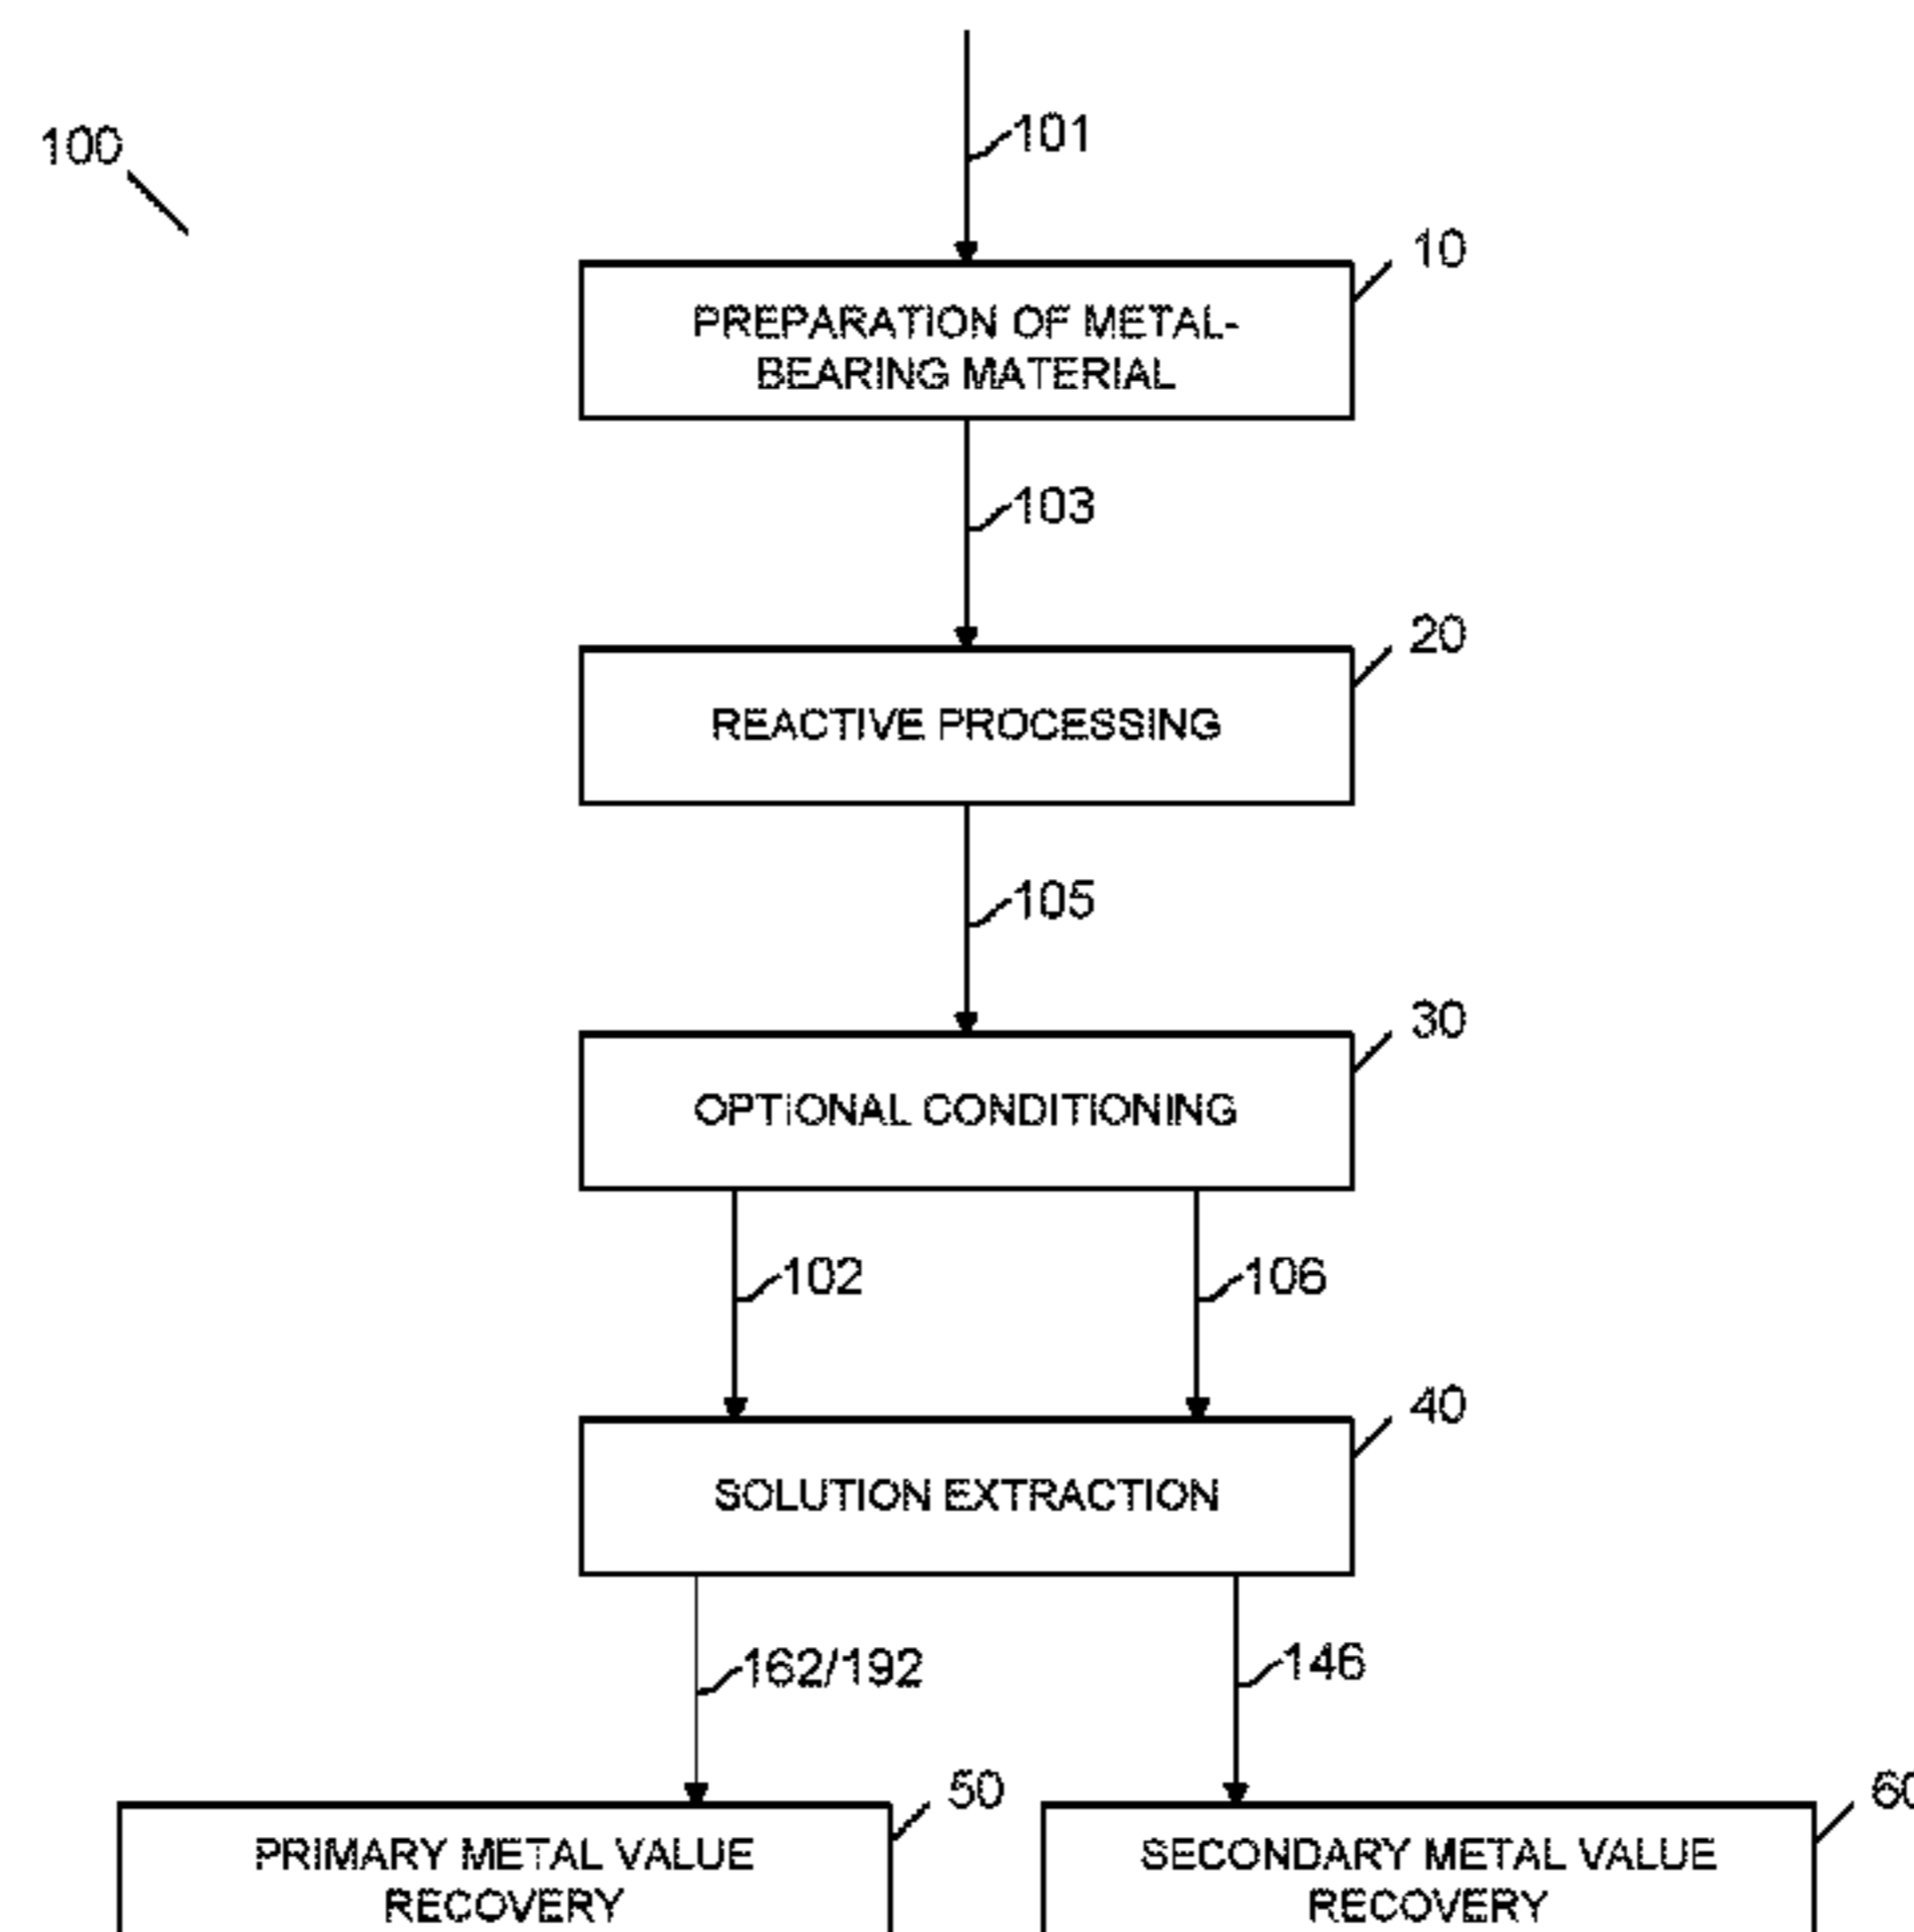 100
101
10
PREPARATION OF METAL-
BEARING MATERIAL
103
20
REACTIVE PROCESSING
105
30
OPTIONAL CONDITIONING
102
106
40
SOLUTION EXTRACTION
162/192
146
50
60
PRIMARY METAL VALUE
RECOVERY
SECONDARY METAL VALUE
RECOVERY